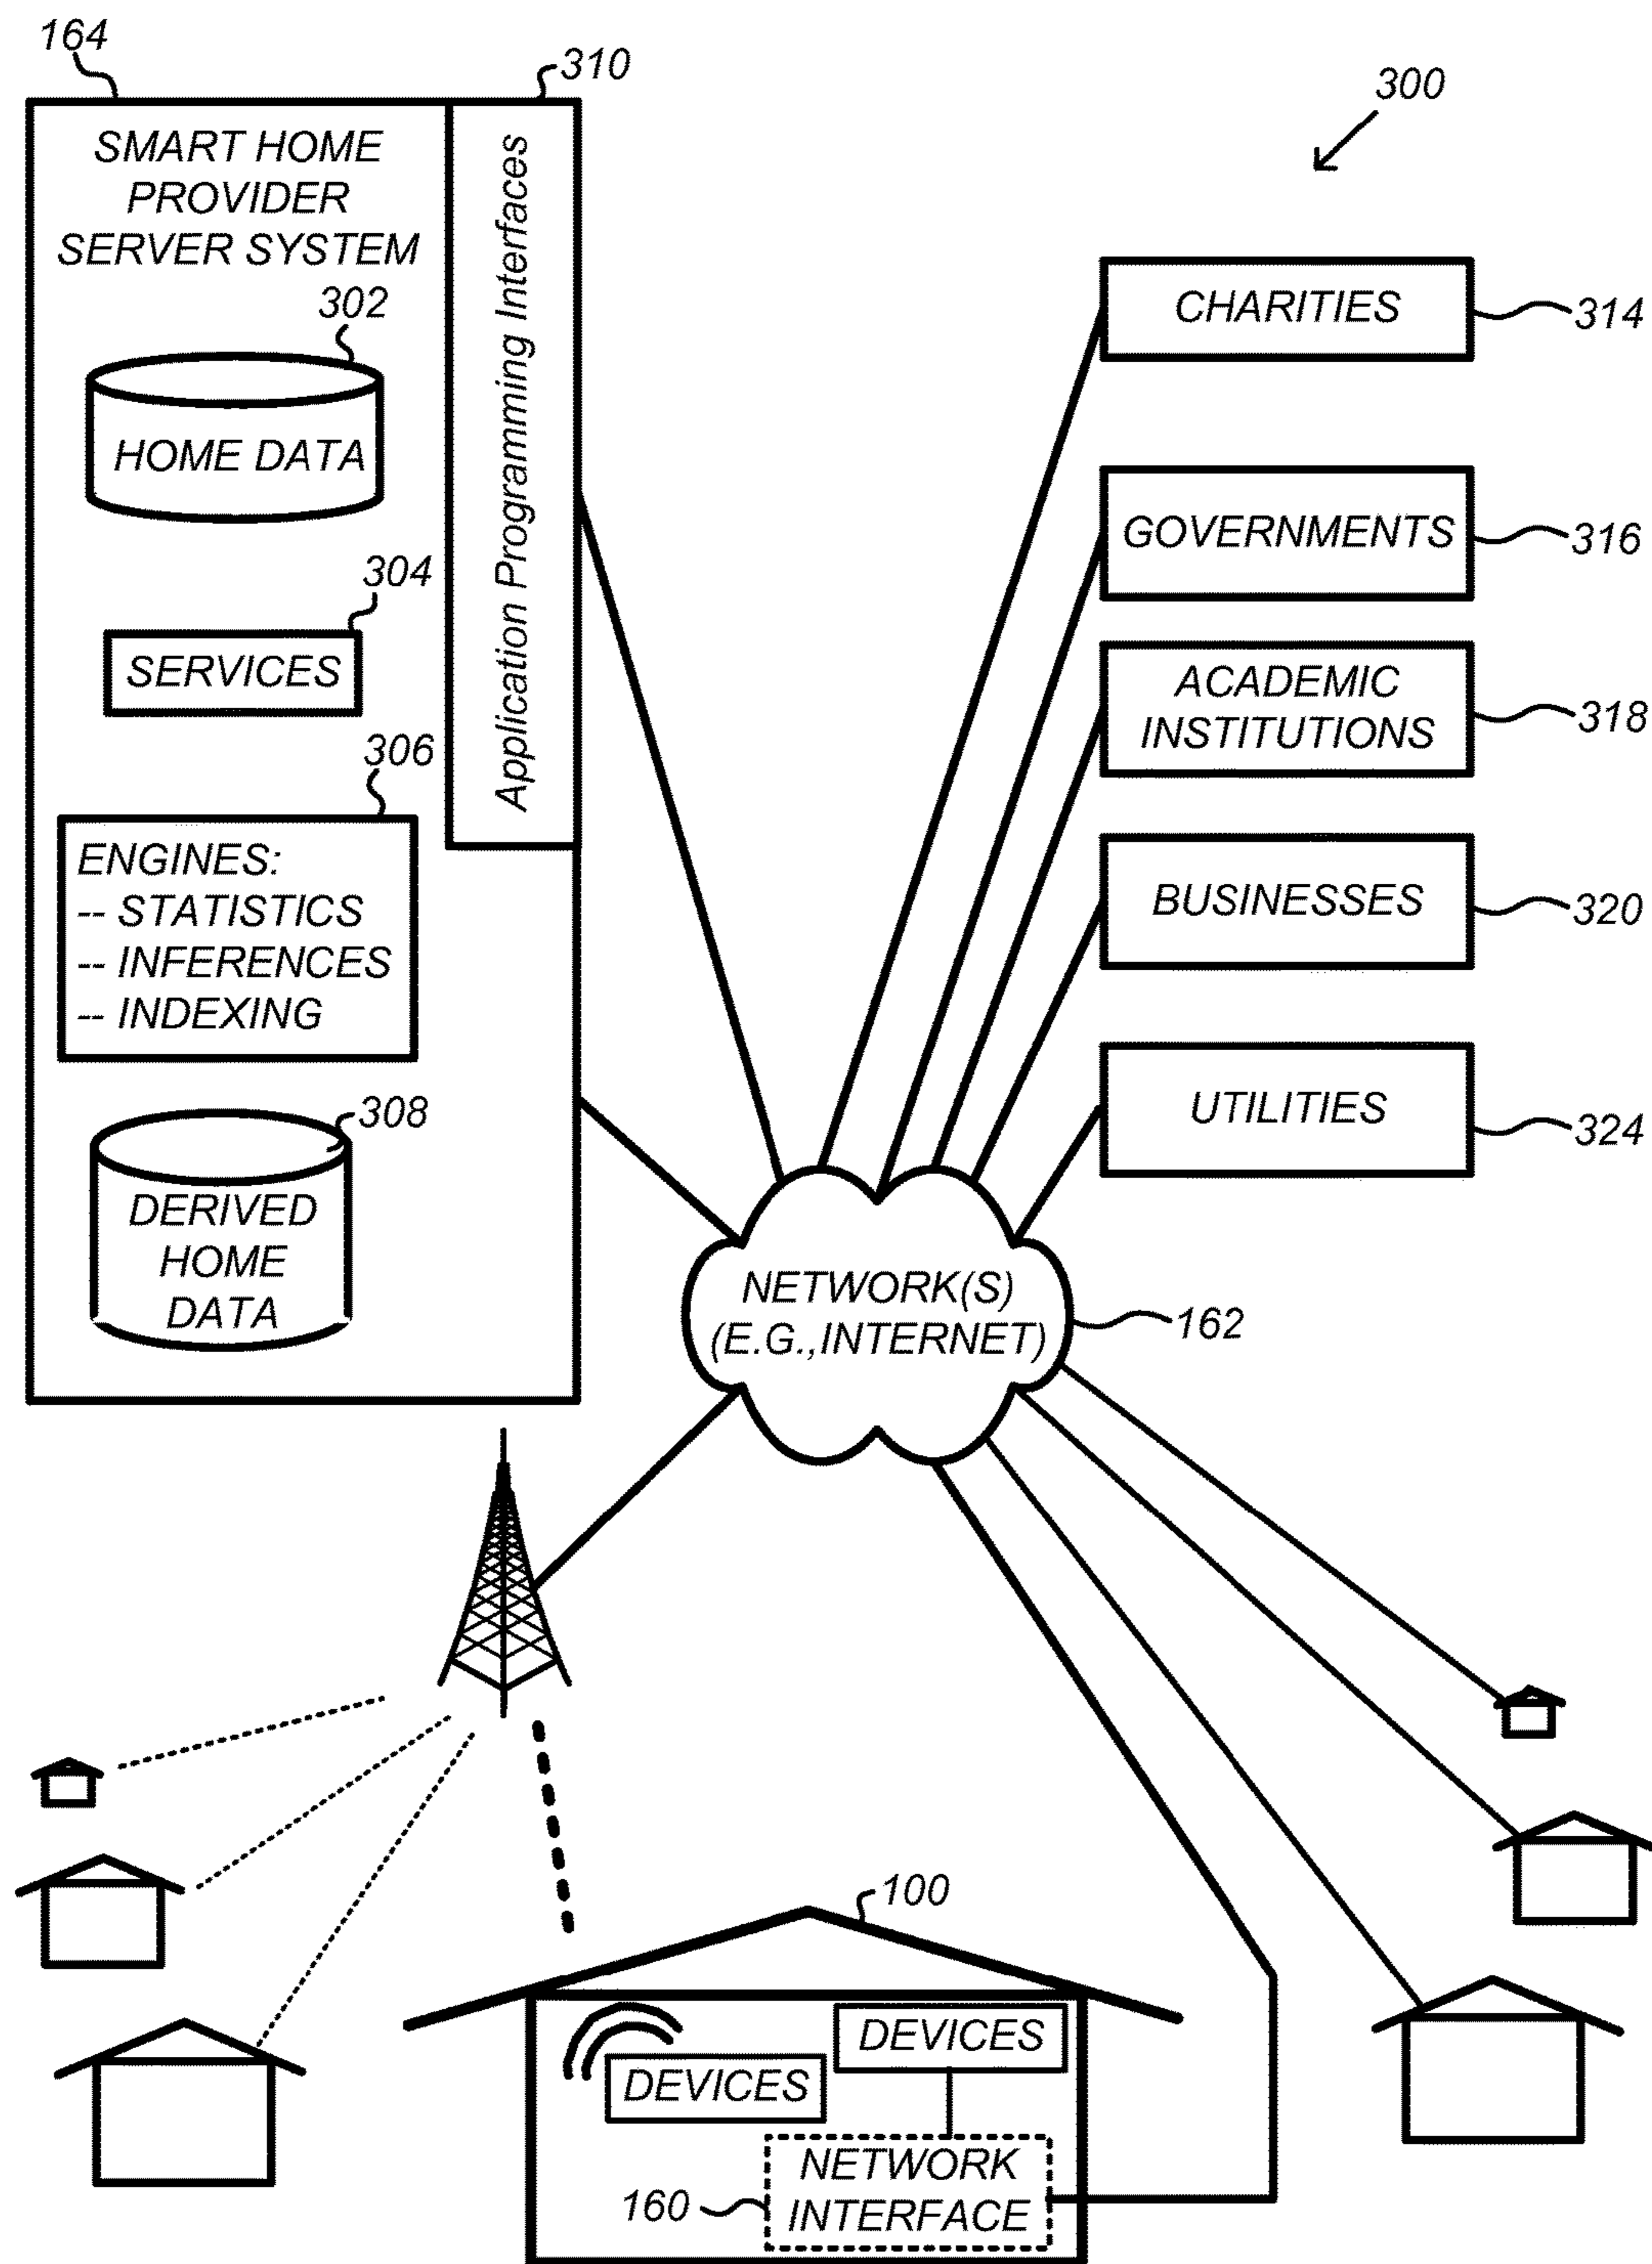 164
310
300
SMART HOME
PROVIDER
SERVER SYSTEM
Application Programming Interfaces
302
HOME DATA
304
SERVICES
306
ENGINES:
-- STATISTICS
-- INFERENCES
-- INDEXING
308
DERIVED
HOME
DATA
CHARITIES
314
GOVERNMENTS
316
ACADEMIC
INSTITUTIONS
318
BUSINESSES
320
UTILITIES
324
NETWORK(S)
(E.G.,INTERNET)
162
100
DEVICES
DEVICES
NETWORK
INTERFACE
160